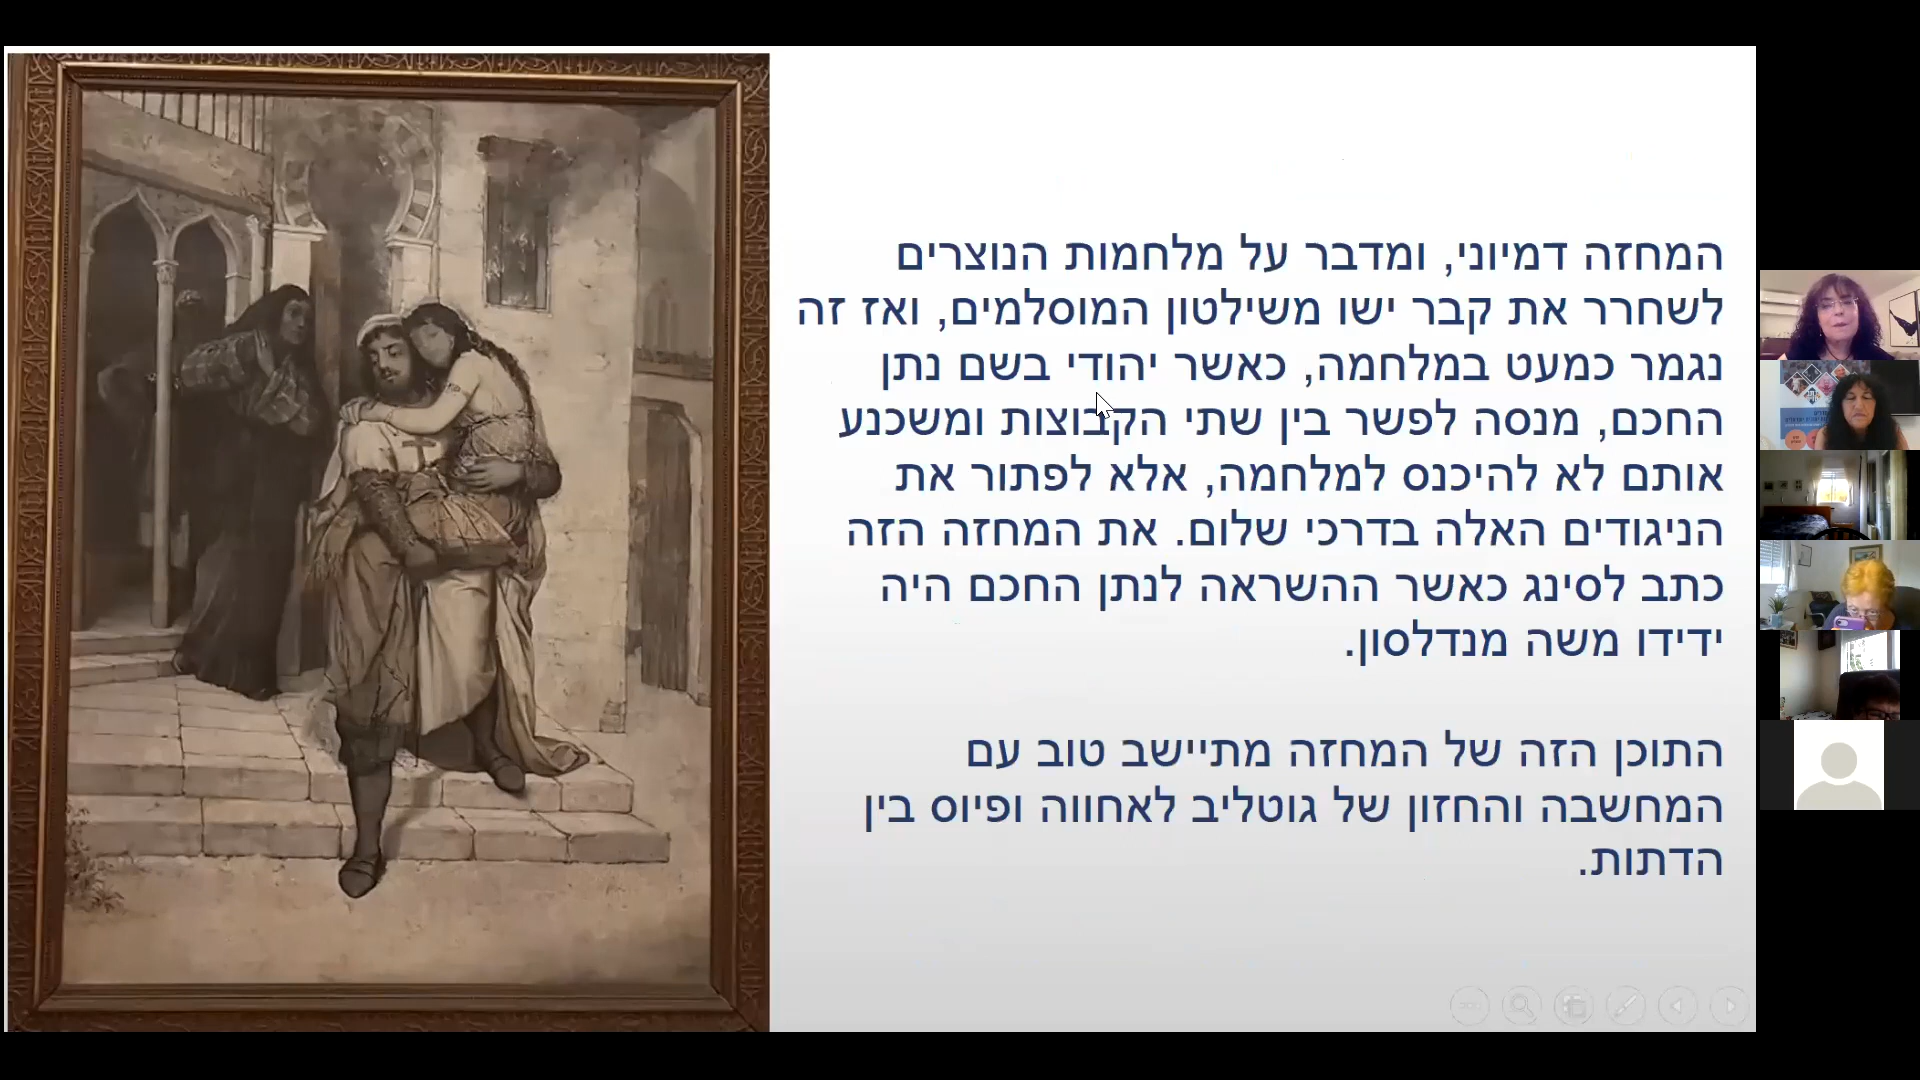 המחזה דמיוני, ומדבר על מלחמות הנוצרים
לשחרר את קבר ישו משילטון המוסלמים, ואז זה
נגמר כמעט במלחמה, כאשר יהודי בשם נתן
החכם, מנסה לפשר בין שתי הקבוצות ומשכנע
אותם לא להיכנס למלחמה, אלא לפתור את
הניגודים האלה בדרכי שלום. את המחזה הזה
כתב לסינג כאשר ההשראה לנתן החכם היה
ידידו משה מנדלסון.
התוכן הזה של המחזה מתיישב טוב עם
המחשבה והחזון של גוטליב לאחווה ופיוס בין
הדתות.